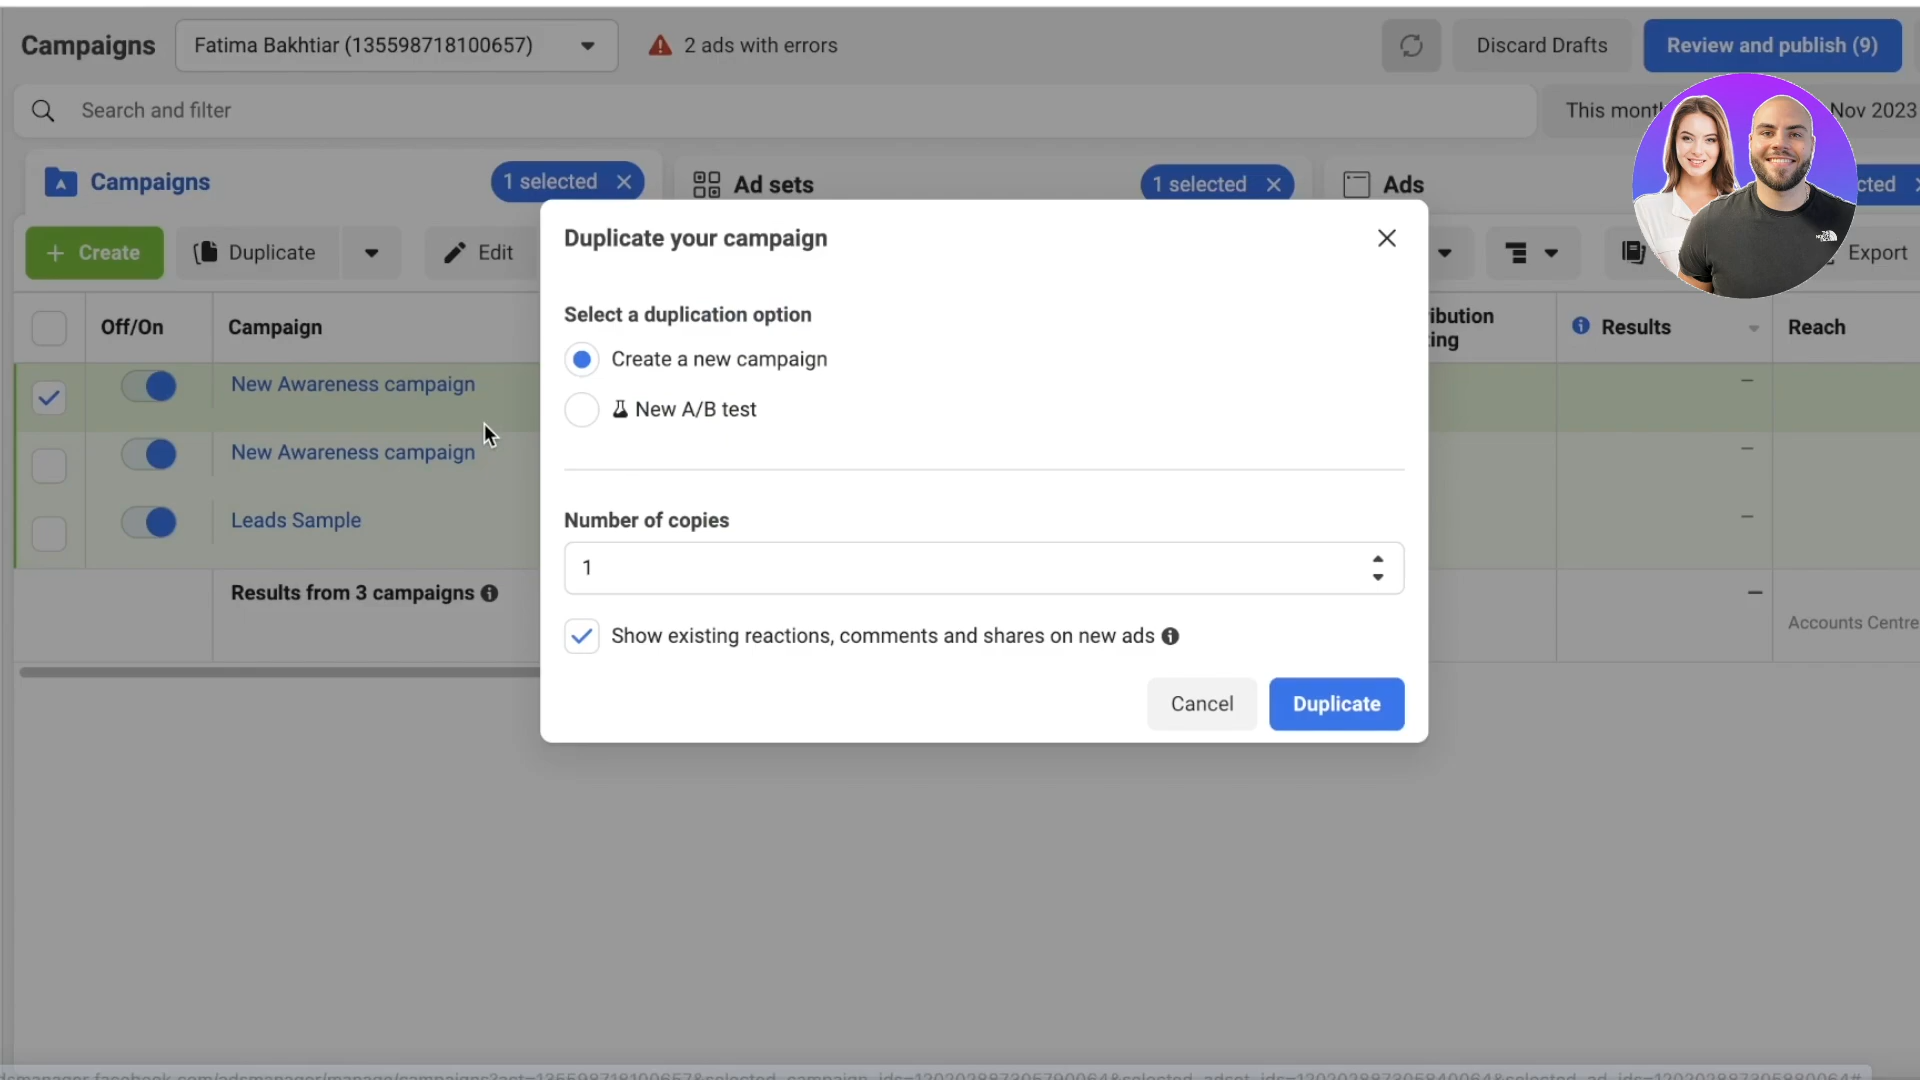 Campaigns
Fatima Bakhtiar (135598718100657)
2 ads with errors
Discard Drafts
Review and publish (9)
Search and filter
This month
Nov 2023
Campaigns
1 selected
Ad sets
1 selected
Ads
+ Create
Duplicate
Edit
Export
Duplicate your campaign
Select a duplication option
Create a new campaign
New A/B test
Number of copies
1
Show existing reactions, comments and shares on new ads
Cancel
Duplicate
Off/On
Campaign
Results
Reach
New Awareness campaign
—
New Awareness campaign
—
Leads Sample
—
Results from 3 campaigns
—
Accounts Centre